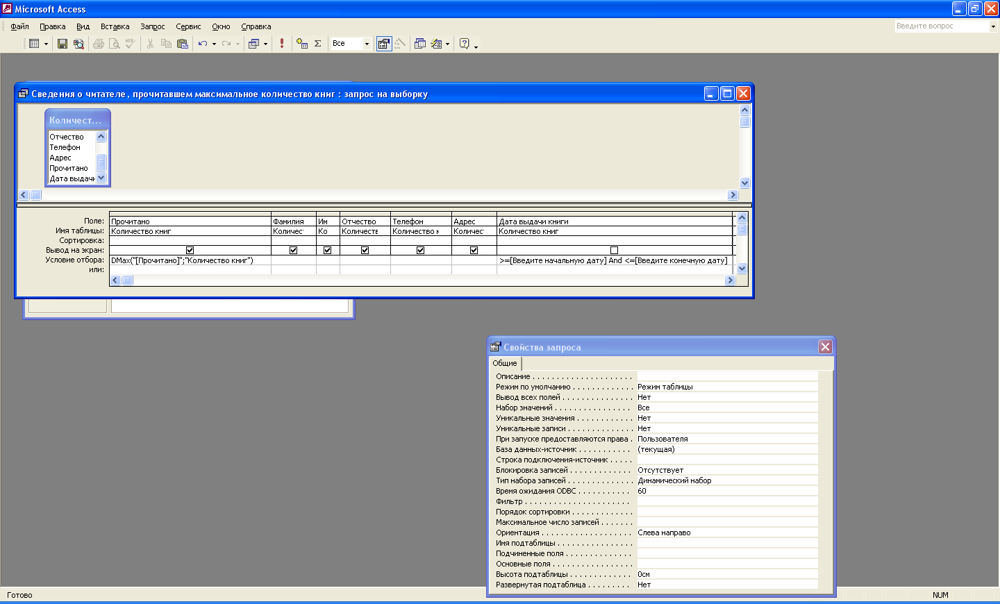 Microsoft Access
Файл Правка Вид Вставка Запрос Сервис Окно Справка Введите вопрос
Все
Сведения о читателе , прочитавшем максимальное количество книг : запрос на выборку
Количест...
Отчество
Телефон
Адрес
Прочитано
Дата выдачи
Поле: Прочитано Фамилия Им Отчество Телефон Адрес Дата выдачи книги
Имя таблицы: Количество книг Количес Ко Количеств Количество к Количес Количество книг
Сортировка:
Вывод на экран:
Условие отбора: DMax("[Прочитано]";"Количество книг") >=[Введите начальную дату] And <=[Введите конечную дату]
или:
Свойства запроса
Общие
Описание . . . . . . . . . . . . . . . . . . . . . .
Режим по умолчанию . . . . . . . . . . . . . Режим таблицы
Вывод всех полей . . . . . . . . . . . . . . . Нет
Набор значений . . . . . . . . . . . . . . . . Все
Уникальные значения . . . . . . . . . . . . Нет
Уникальные записи . . . . . . . . . . . . . . Нет
При запуске предоставляются права . Пользователя
База данных-источник . . . . . . . . . . . (текущая)
Строка подключения-источник . . . . .
Блокировка записей . . . . . . . . . . . . . Отсутствует
Тип набора записей . . . . . . . . . . . . . . Динамический набор
Время ожидания ODBC . . . . . . . . . . . 60
Фильтр . . . . . . . . . . . . . . . . . . . . . . .
Порядок сортировки . . . . . . . . . . . . .
Максимальное число записей . . . . . . .
Ориентация . . . . . . . . . . . . . . . . . . . Слева направо
Имя подтаблицы . . . . . . . . . . . . . . . .
Подчиненные поля . . . . . . . . . . . . . .
Основные поля . . . . . . . . . . . . . . . . .
Высота подтаблицы . . . . . . . . . . . . . 0см
Развернутая подтаблица . . . . . . . . . Нет
Готово NUM